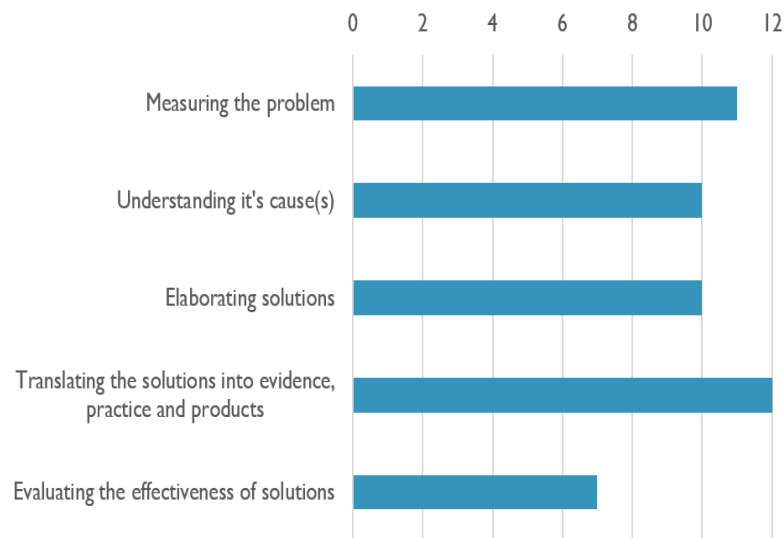 0 2 4 6 8 10 12
Measuring the problem
Understanding it's cause(s)
Elaborating solutions
Translating the solutions into evidence,
practice and products
Evaluating the effectiveness of solutions